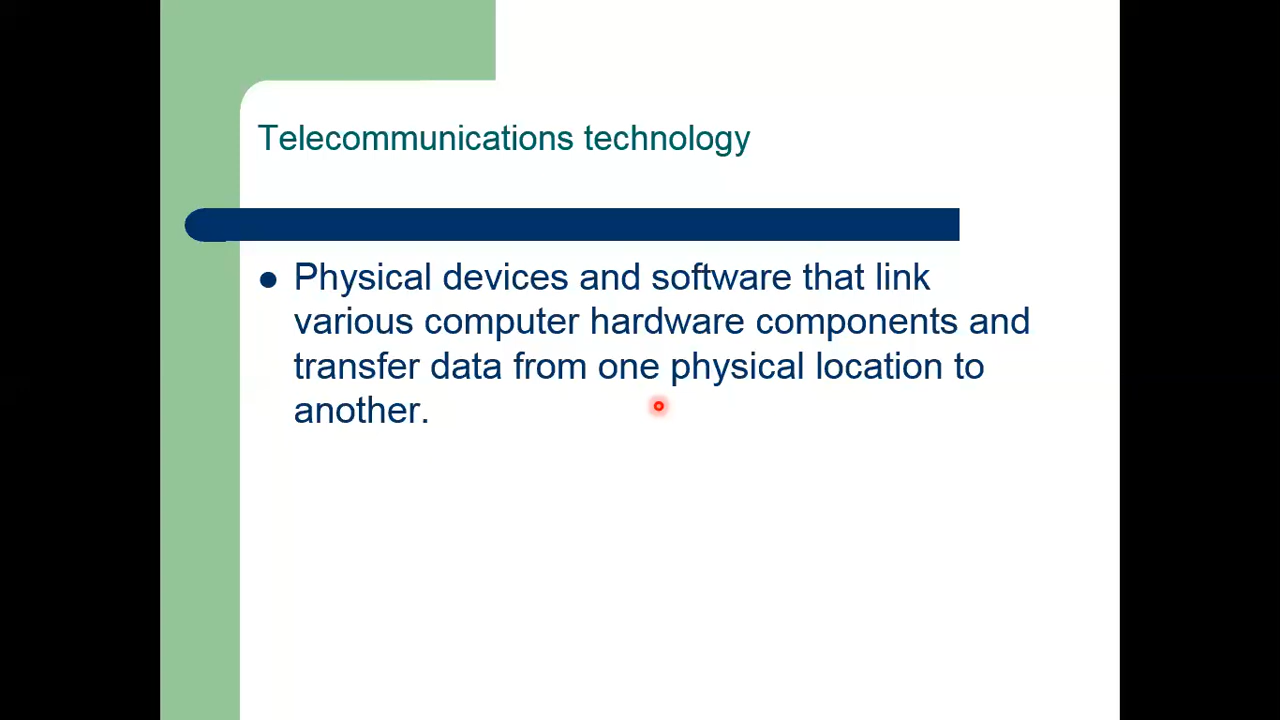 Telecommunications technology
Physical devices and software that link
various computer hardware components and
transfer data from one physical location to
another.